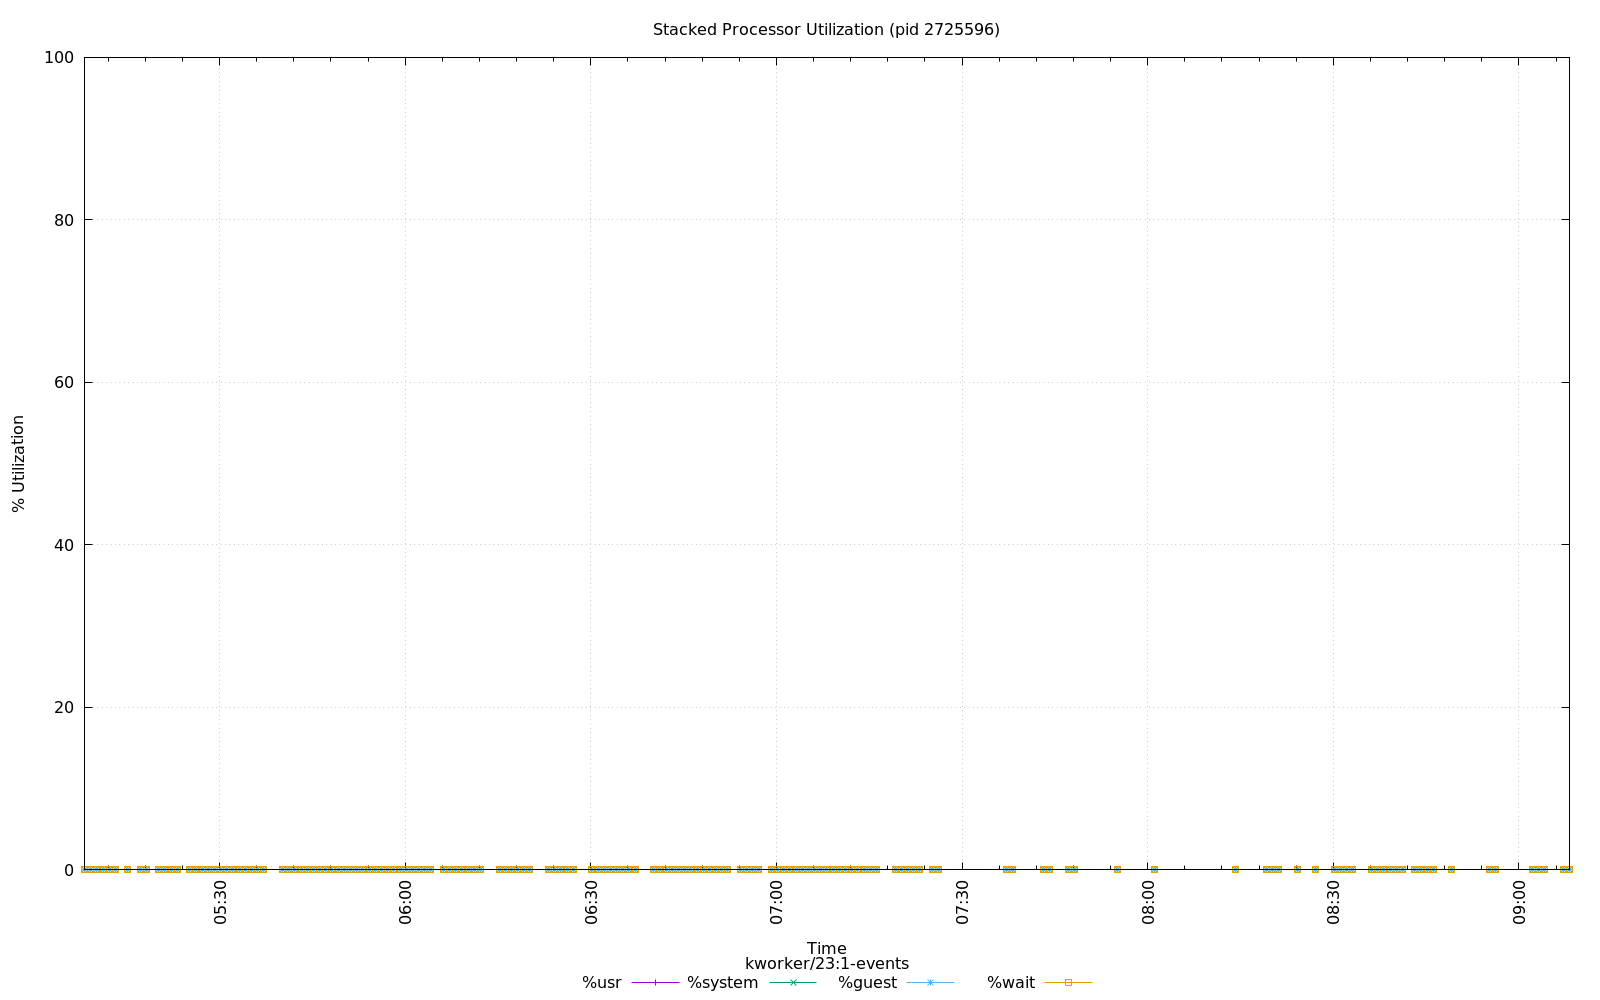 Stacked Processor Utilization (pid 2725596)
100
80
60
40
20
0
% Utilization
05:30
06:00
06:30
07:00
07:30
08:00
08:30
09:00
Time
kworker/23:1-events
%usr %system %guest %wait